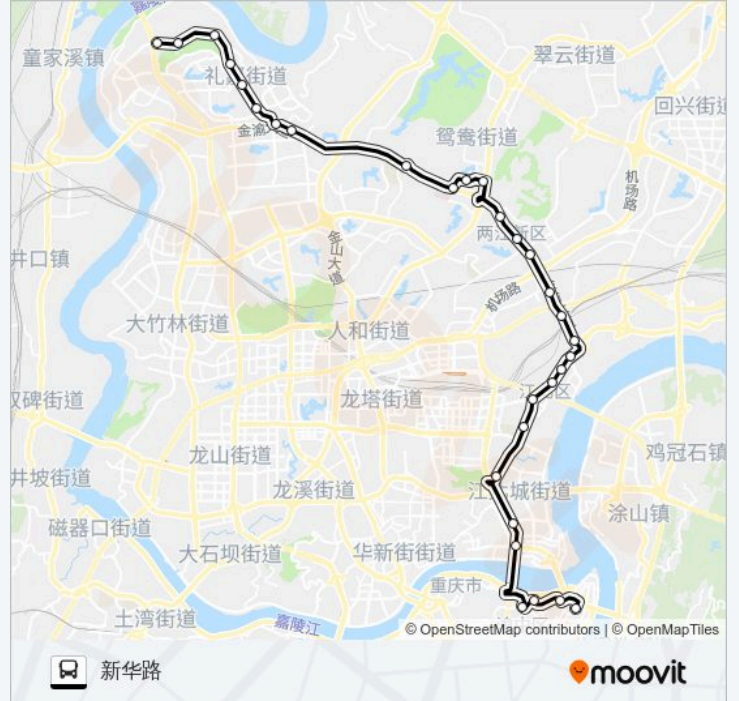 童家溪镇
翠云街道
礼嘉街道
回兴街道
金渝
鸳鸯街道
机场路
两江新区
金山大道
井口镇
机场路
大竹林街道
人和街道
双碑街道
龙塔街道
江北区
鸡冠石镇
龙山街道
井坡街道
龙溪街道
江北城街道
涂山镇
磁器口街道
大石坝街道
华新街街道
重庆市
土湾街道
嘉陵江
© OpenStreetMap contributors | © OpenMapTiles
新华路
moovit